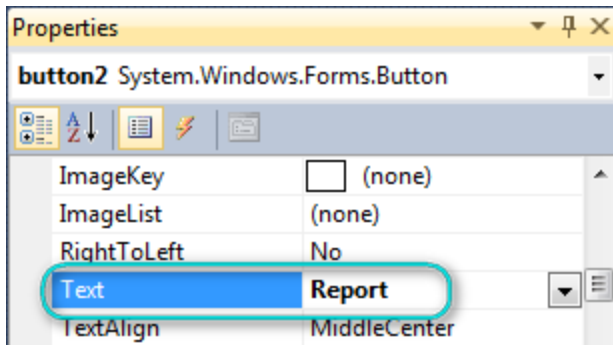 Properties
button2 System.Windows.Forms.Button
A Z
ImageKey (none)
ImageList (none)
RightToLeft No
Text Report
TextAlign MiddleCenter